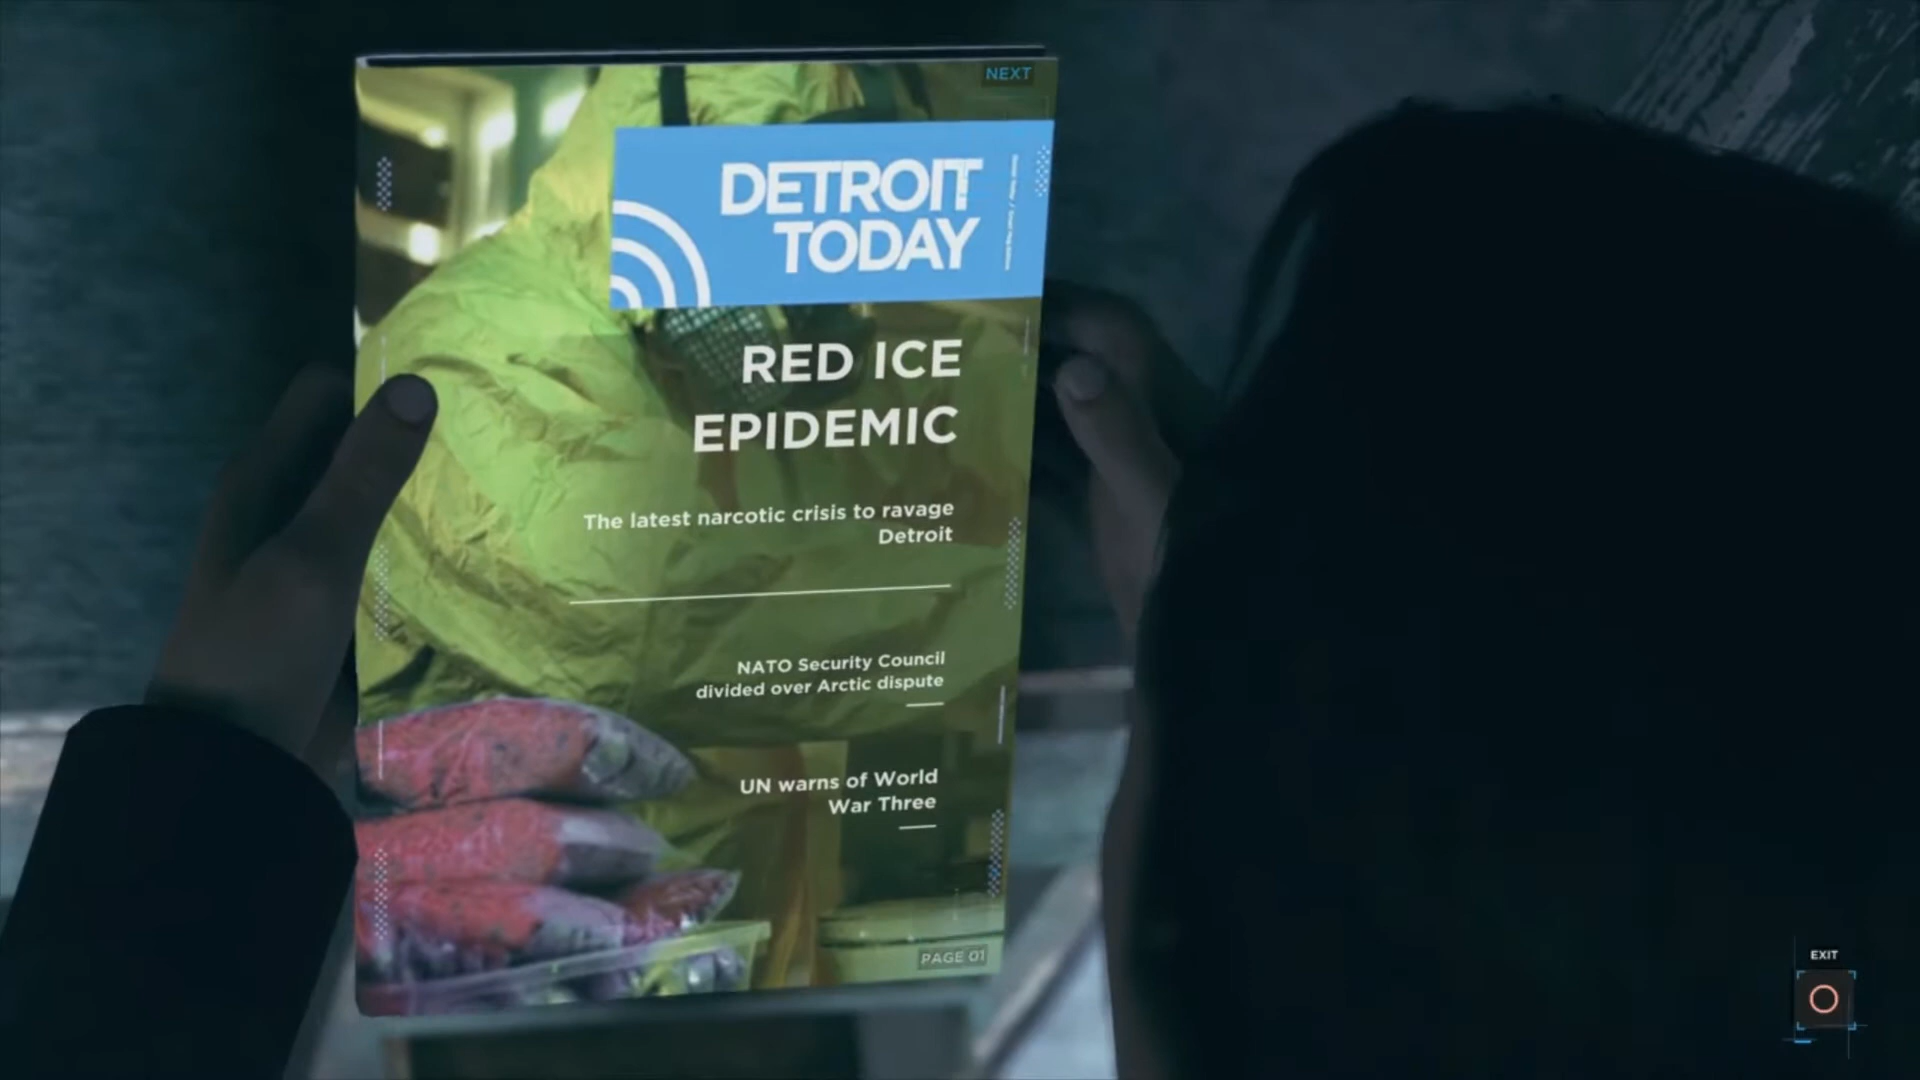 NEXT
DETROIT
TODAY
RED ICE
EPIDEMIC
The latest narcotic crisis to ravage
Detroit
NATO Security Council
divided over Arctic dispute
UN warns of World
War Three
PAGE 01
EXIT